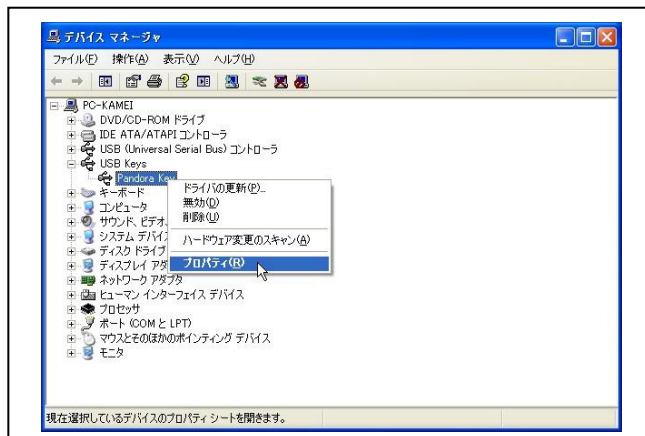 デバイス マネージャ
ファイル(F) 操作(A) 表示(V) ヘルプ(H)
PC-KAMEI
DVD/CD-ROM ドライブ
IDE ATA/ATAPI コントローラ
USB (Universal Serial Bus) コントローラ
USB Keys
Pandora Key
ドライバの更新(P)...
無効(D)
削除(U)
ハードウェア変更のスキャン(A)
プロパティ(R)
キーボード
コンピュータ
サウンド、ビデオ、
システム デバイ
ディスク ドライブ
ディスプレイ アダ
ネットワーク アダプタ
ヒューマン インターフェイス デバイス
プロセッサ
ポート (COM と LPT)
マウスとそのほかのポインティング デバイス
モニタ
現在選択しているデバイスのプロパティ シートを開きます。